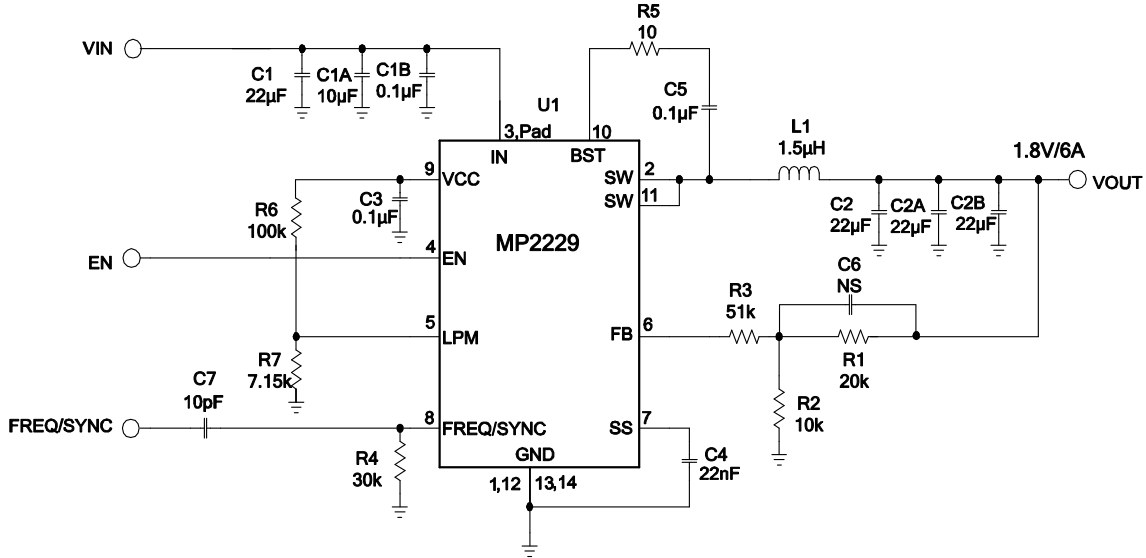 R5
10
VIN
C1
22µF
C1A
10µF
C1B
0.1µF
C5
0.1µF
U1
3,Pad
10
IN
BST
L1
1.5µH
1.8V/6A
VOUT
9
VCC
SW
2
SW
11
R6
100k
C3
0.1µF
C2
22µF
C2A
22µF
C2B
22µF
MP2229
EN
4
EN
C6
NS
R3
51k
5
LPM
FB
6
R1
20k
R7
7.15k
C7
10pF
R2
10k
FREQ/SYNC
8
FREQ/SYNC
SS
7
R4
30k
GND
C4
22nF
1,12
13,14